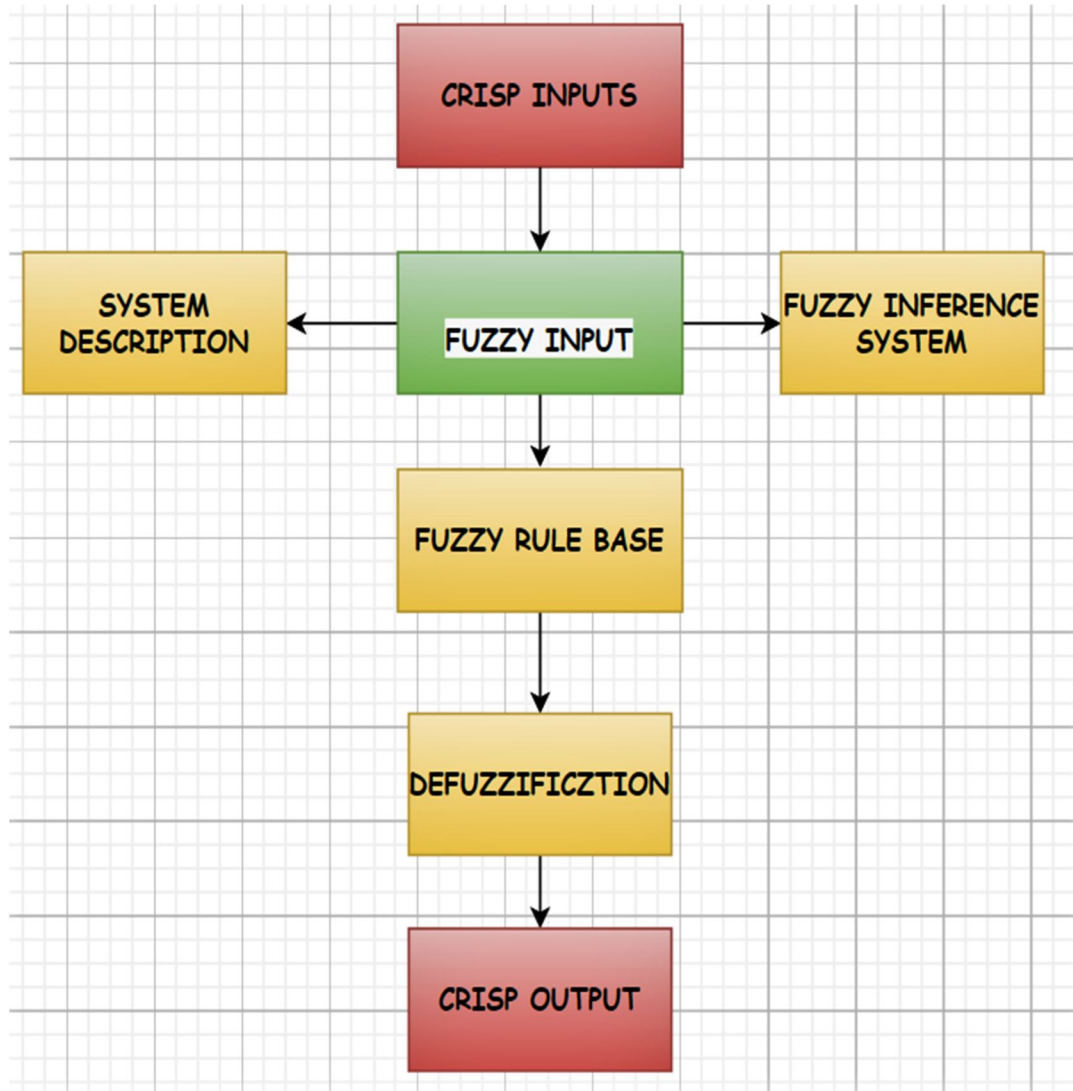 CRISP INPUTS
SYSTEM
DESCRIPTION
FUZZY INPUT
FUZZY INFERENCE
SYSTEM
FUZZY RULE BASE
DEFUZZIFICZTION
CRISP OUTPUT